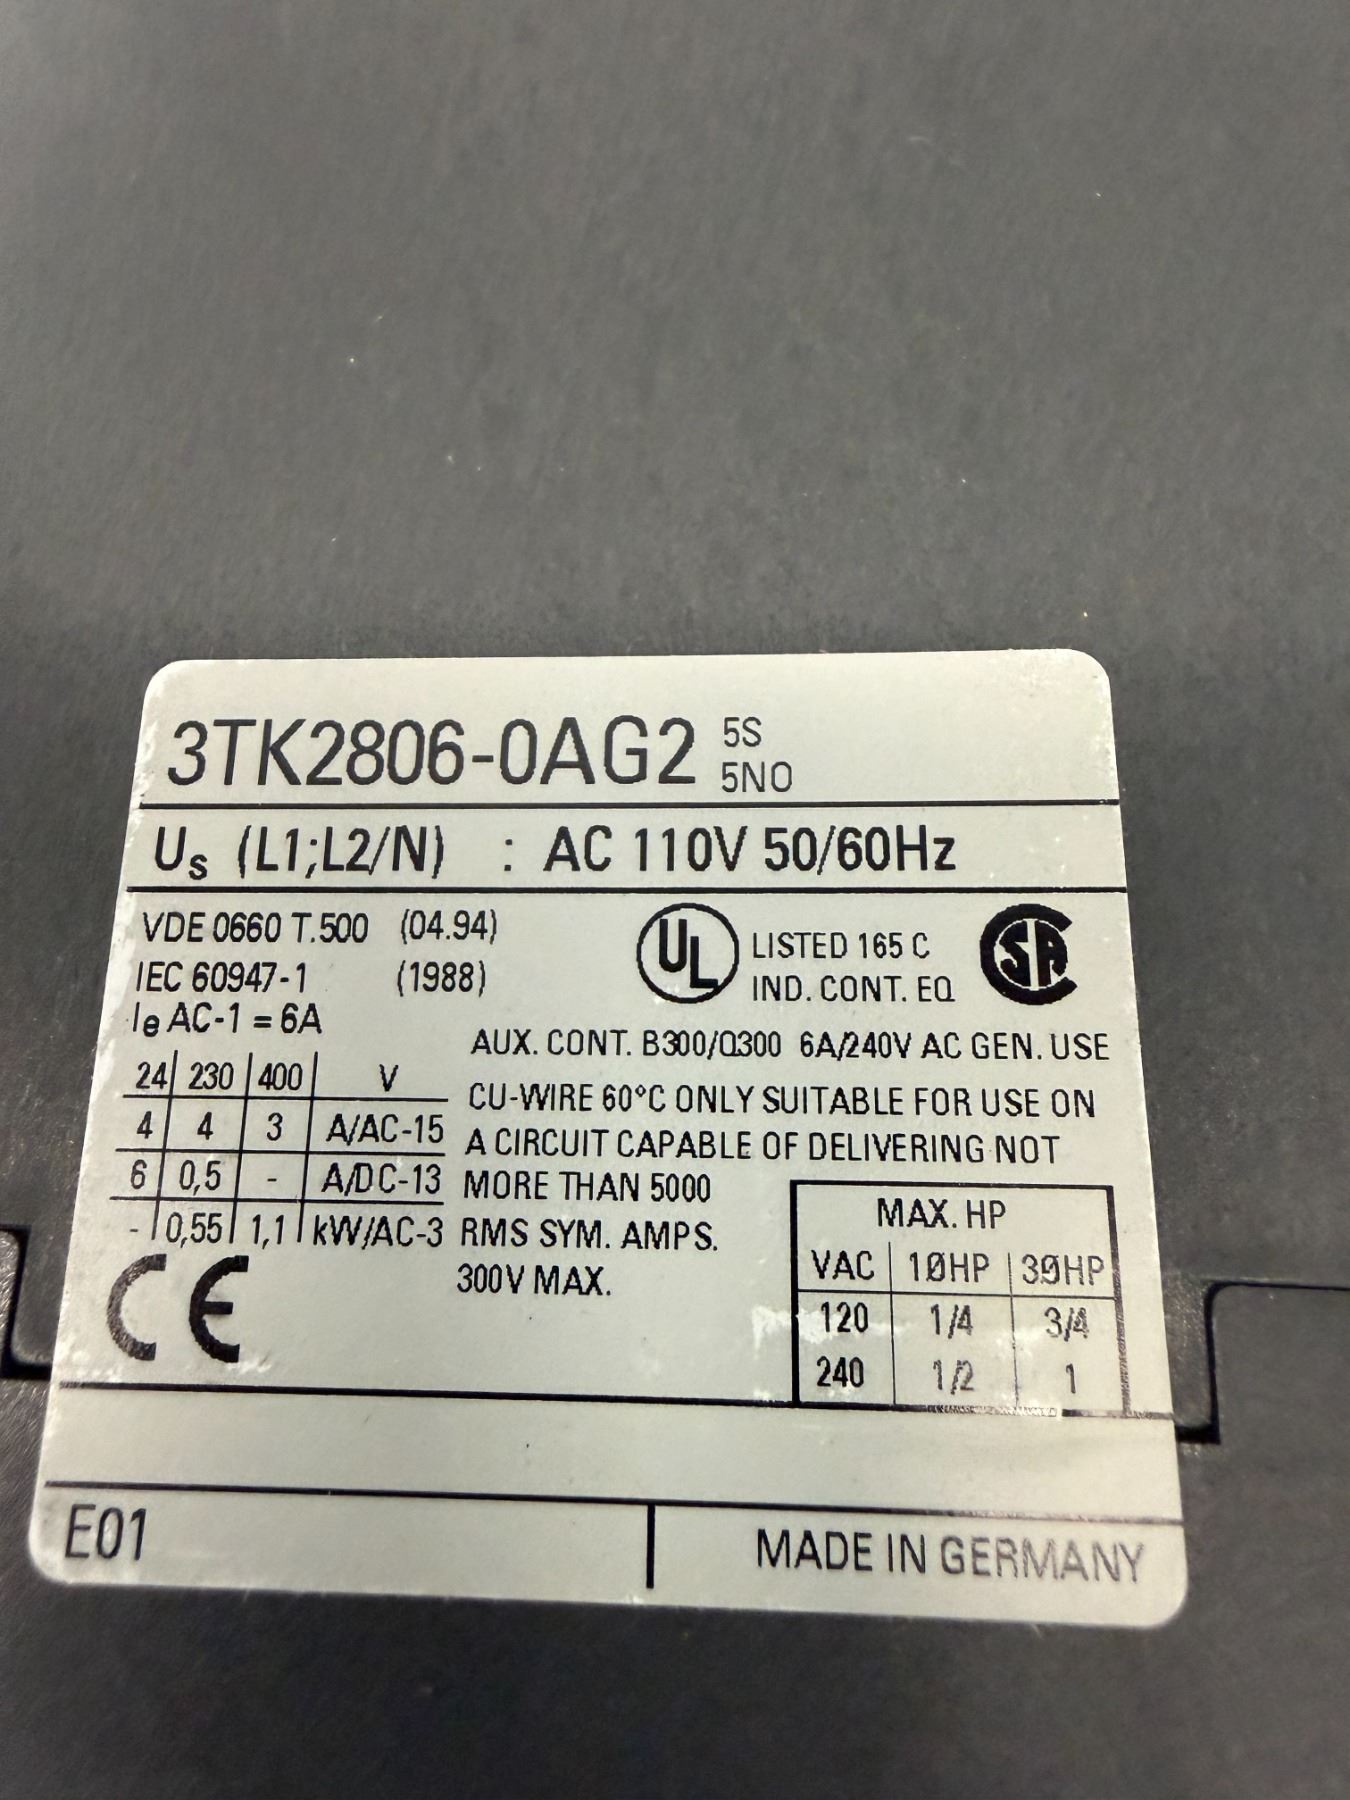 3TK2806-0AG2 5S
5NO
Us (L1;L2/N) : AC 110V 50/60Hz
VDE 0660 T.500 (04.94)
IEC 60947-1 (1988)
Ie AC-1 = 6A
UL LISTED 165 C
IND. CONT. EQ
SA
AUX. CONT. B300/Q300 6A/240V AC GEN. USE
CU-WIRE 60°C ONLY SUITABLE FOR USE ON
A CIRCUIT CAPABLE OF DELIVERING NOT
MORE THAN 5000
RMS SYM. AMPS.
300V MAX.
24 230 400 V
4 4 3 A/AC-15
6 0,5 - A/DC-13
- 0,55 1,1 kW/AC-3
CE
MAX. HP
VAC 1ØHP 3ØHP
120 1/4 3/4
240 1/2 1
E01
MADE IN GERMANY